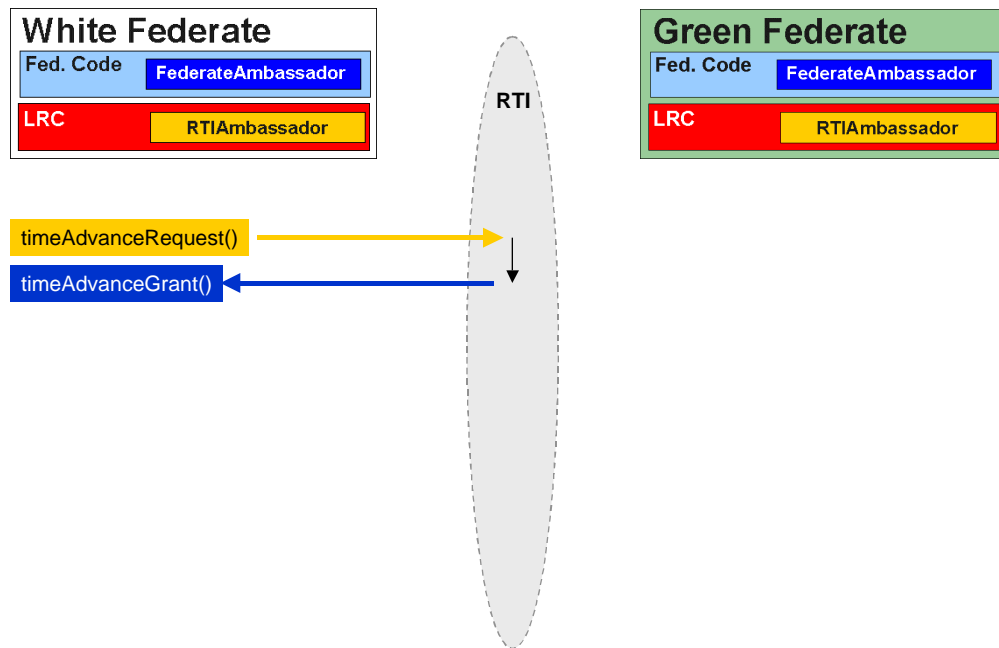 White Federate
Fed. Code
FederateAmbassador
LRC
RTIAmbassador
RTI
Green Federate
Fed. Code
FederateAmbassador
LRC
RTIAmbassador
timeAdvanceRequest()
timeAdvanceGrant()